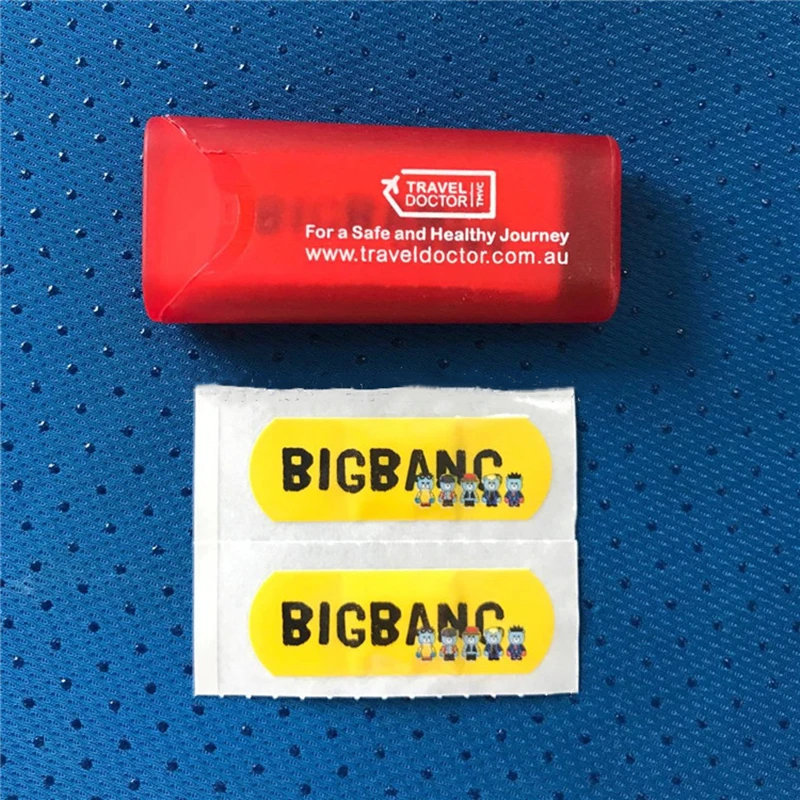 TRAVEL
DOCTOR
TMVC
For a Safe and Healthy Journey
www.traveldoctor.com.au
BIGBANG
BIGBANG